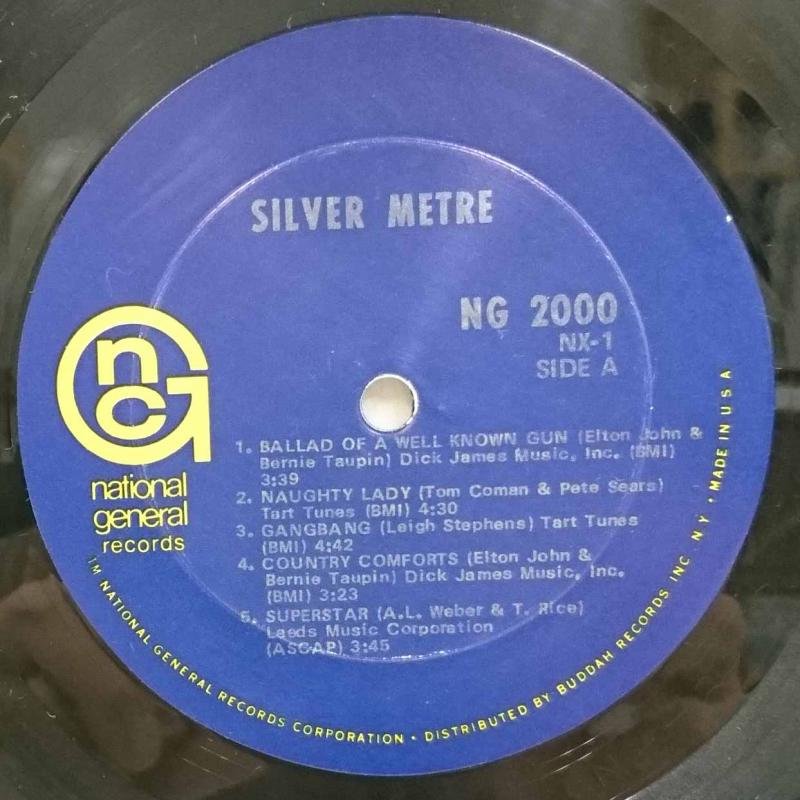 SILVER METRE
NG 2000
NX-1
SIDE A
nc G
national
general
records
1. BALLAD OF A WELL KNOWN GUN (Elton John &
Bernie Taupin) Dick James Music, Inc. (BMI)
3:39
2. NAUGHTY LADY (Tom Coman & Pete Sears)
Tart Tunes (BMI) 4:30
3. GANGBANG (Leigh Stephens) Tart Tunes
(BMI) 4:42
4. COUNTRY COMFORTS (Elton John &
Bernie Taupin) Dick James Music, Inc.
(BMI) 3:23
5. SUPERSTAR (A.L. Weber & T. Rice)
Leeds Music Corporation
(ASCAP) 3:45
TM NATIONAL GENERAL RECORDS CORPORATION • DISTRIBUTED BY BUDDAH RECORDS INC. N.Y. • MADE IN U S A